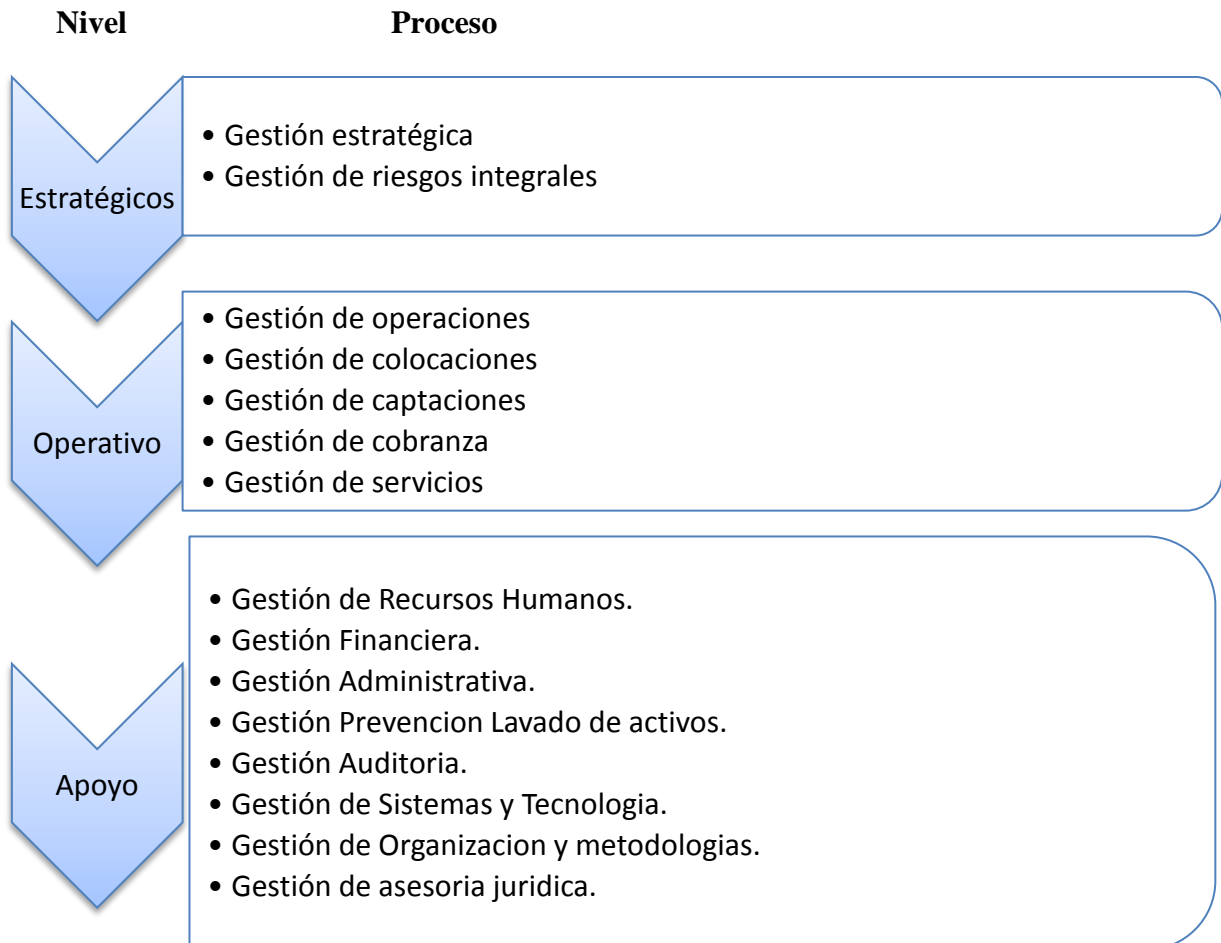 Nivel Proceso
Estratégicos
• Gestión estratégica
• Gestión de riesgos integrales
Operativo
• Gestión de operaciones
• Gestión de colocaciones
• Gestión de captaciones
• Gestión de cobranza
• Gestión de servicios
Apoyo
• Gestión de Recursos Humanos.
• Gestión Financiera.
• Gestión Administrativa.
• Gestión Prevencion Lavado de activos.
• Gestión Auditoria.
• Gestión de Sistemas y Tecnologia.
• Gestión de Organizacion y metodologias.
• Gestión de asesoria juridica.